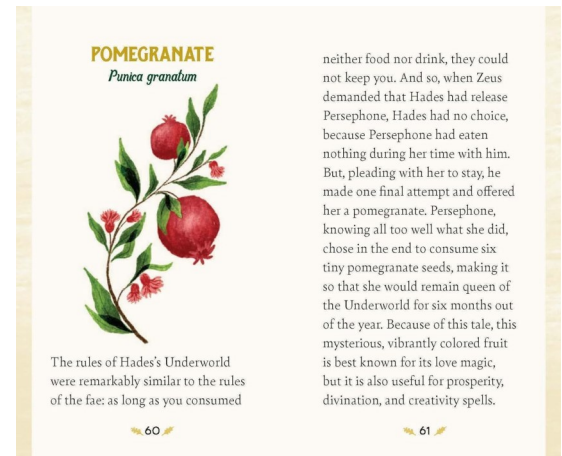 POMEGRANATE
Punica granatum
The rules of Hades's Underworld
were remarkably similar to the rules
of the fae: as long as you consumed
60
neither food nor drink, they could
not keep you. And so, when Zeus
demanded that Hades had release
Persephone, Hades had no choice,
because Persephone had eaten
nothing during her time with him.
But, pleading with her to stay, he
made one final attempt and offered
her a pomegranate. Persephone,
knowing all too well what she did,
chose in the end to consume six
tiny pomegranate seeds, making it
so that she would remain queen of
the Underworld for six months out
of the year. Because of this tale, this
mysterious, vibrantly colored fruit
is best known for its love magic,
but it is also useful for prosperity,
divination, and creativity spells.
61